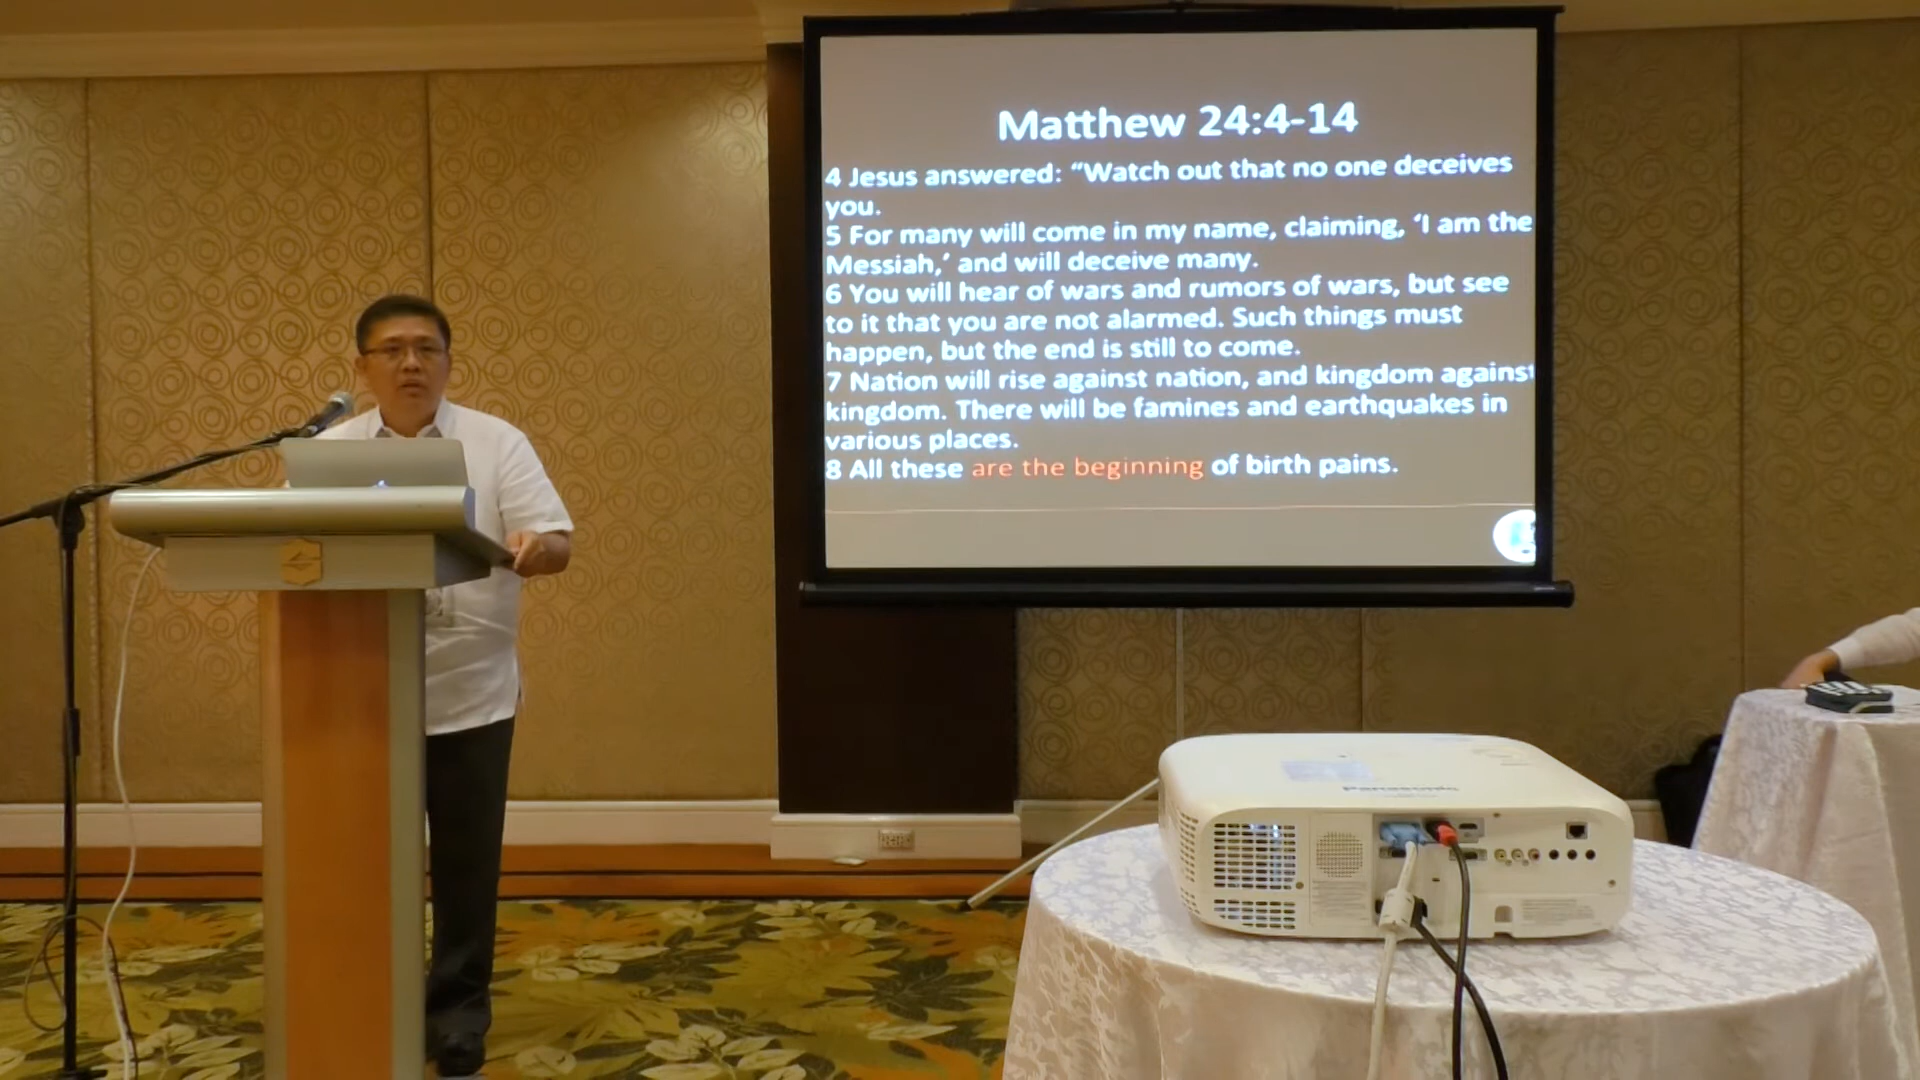 Matthew 24:4-14
4 Jesus answered: “Watch out that no one deceives
you.
5 For many will come in my name, claiming, ‘I am the
Messiah,’ and will deceive many.
6 You will hear of wars and rumors of wars, but see
to it that you are not alarmed. Such things must
happen, but the end is still to come.
7 Nation will rise against nation, and kingdom against
kingdom. There will be famines and earthquakes in
various places.
8 All these are the beginning of birth pains.
Panasonic